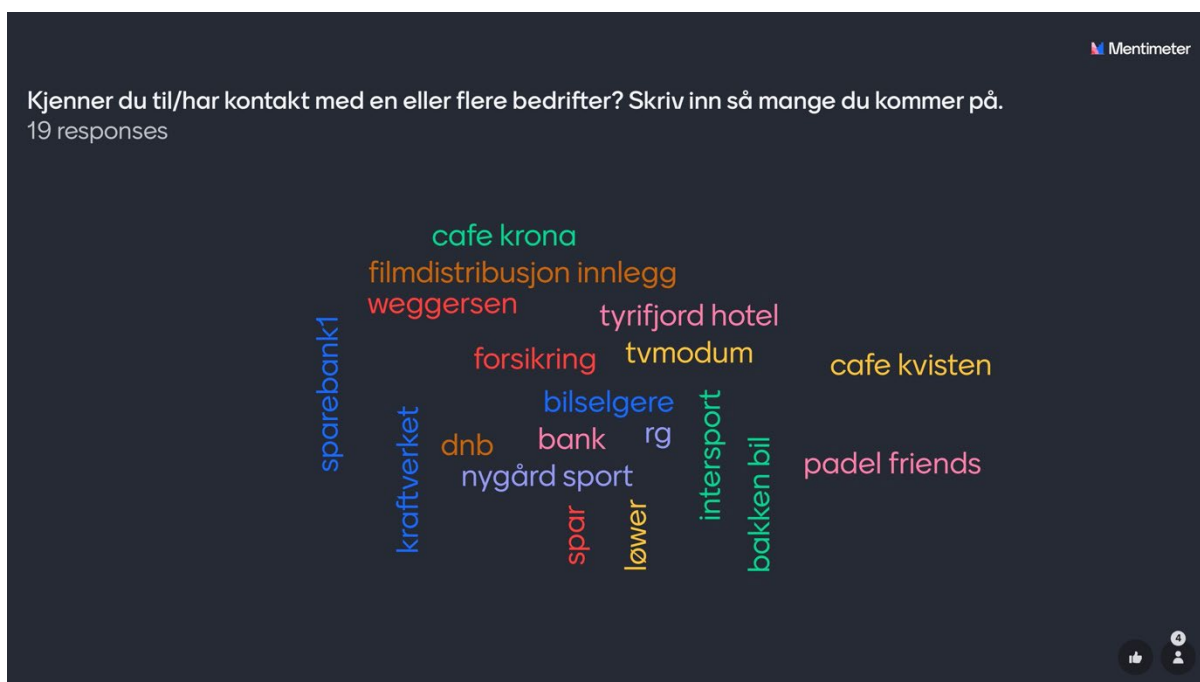 Mentimeter
Kjenner du til/har kontakt med en eller flere bedrifter? Skriv inn så mange du kommer på.
19 responses
cafe krona
filmdistribusjon innlegg
weggersen
tyrifjord hotel
sparebank1
forsikring
tvmodum
cafe kvisten
bilselgere
kraftverket
dnb
bank
rg
intersport
bakken bil
padel friends
nygård sport
spar
løwer
4